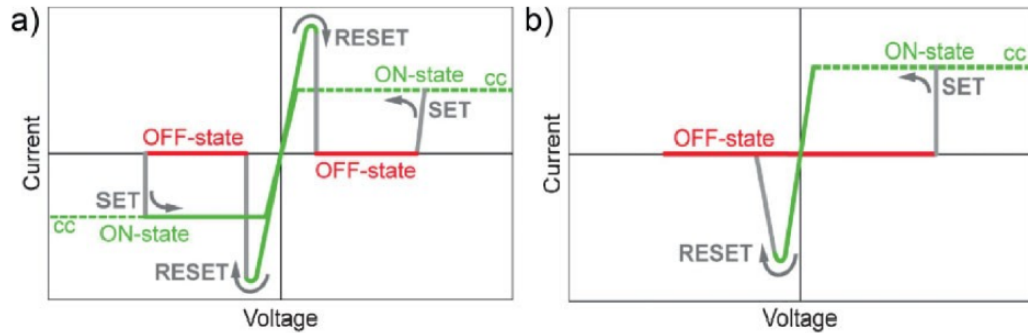 a)
RESET
ON-state
cc
SET
OFF-state
OFF-state
SET
cc
ON-state
RESET
Current
Voltage
b)
ON-state
cc
SET
OFF-state
RESET
Current
Voltage